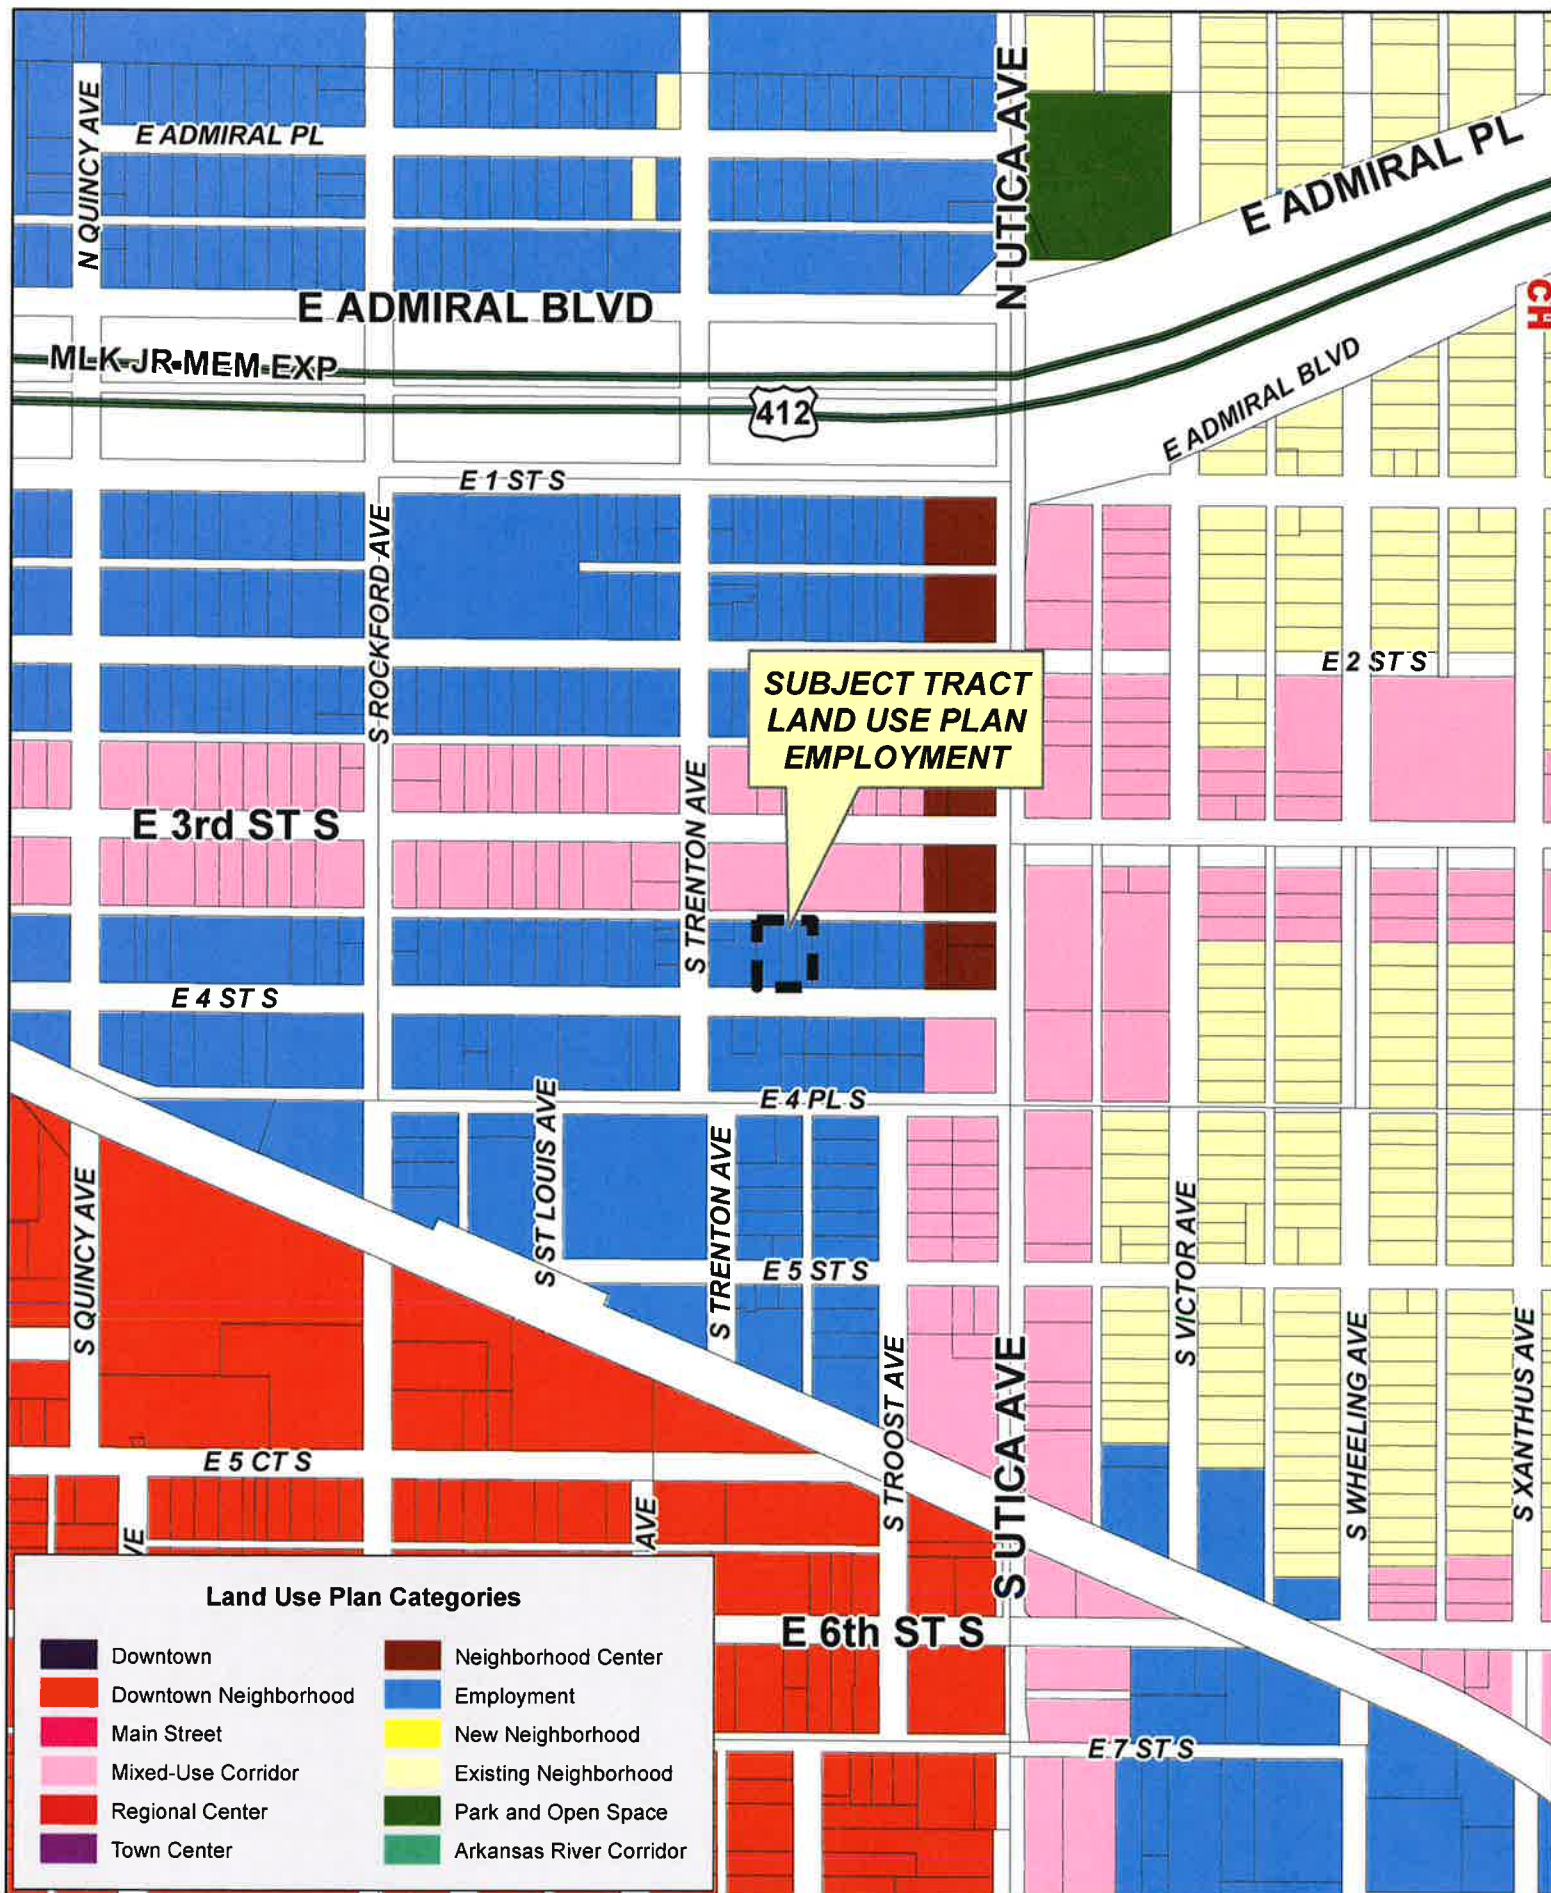 N QUINCY AVE
E ADMIRAL PL
N UTICA AVE
E ADMIRAL PL
E ADMIRAL BLVD
MLK JR MEM EXP
412
E ADMIRAL BLVD
CH
E 1 ST S
S ROCKFORD AVE
E 2 ST S
SUBJECT TRACT
LAND USE PLAN
EMPLOYMENT
E 3rd ST S
S TRENTON AVE
E 4 ST S
E 4 PL S
S QUINCY AVE
S ST LOUIS AVE
S TRENTON AVE
E 5 ST S
S VICTOR AVE
S TROOST AVE
S UTICA AVE
S WHEELING AVE
S XANTHUS AVE
E 5 CT S
VE
AVE
E 6th ST S
E 7 ST S
Land Use Plan Categories
Downtown
Downtown Neighborhood
Main Street
Mixed-Use Corridor
Regional Center
Town Center
Neighborhood Center
Employment
New Neighborhood
Existing Neighborhood
Park and Open Space
Arkansas River Corridor